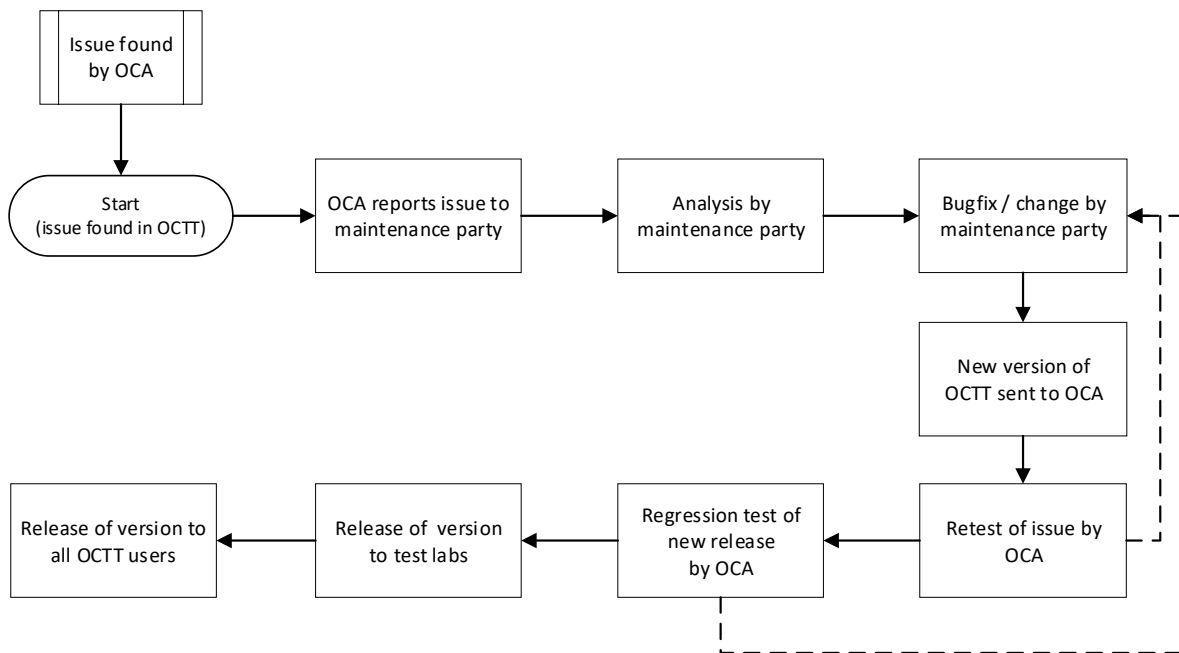 Issue found
by OCA
Start
(issue found in OCTT)
OCA reports issue to
maintenance party
Analysis by
maintenance party
Bugfix / change by
maintenance party
New version of
OCTT sent to OCA
Retest of issue by
OCA
Regression test of
new release
by OCA
Release of version
to test labs
Release of version to
all OCTT users